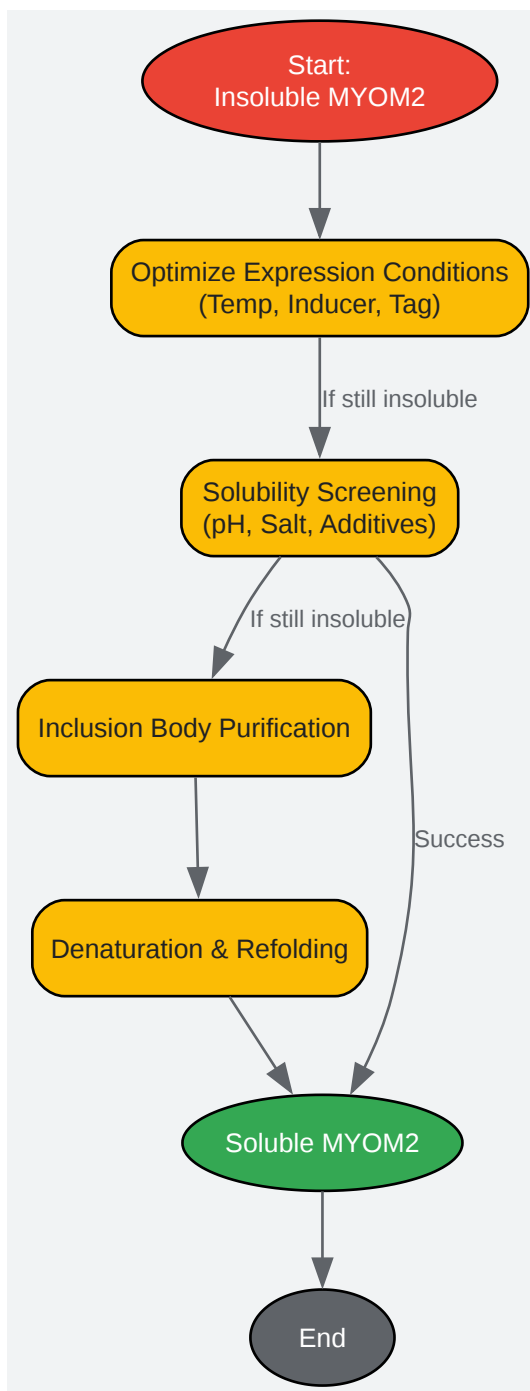 Start:
Insoluble MYOM2
Optimize Expression Conditions
(Temp, Inducer, Tag)
If still insoluble
Solubility Screening
(pH, Salt, Additives)
If still insoluble
Inclusion Body Purification
Success
Denaturation & Refolding
Soluble MYOM2
End